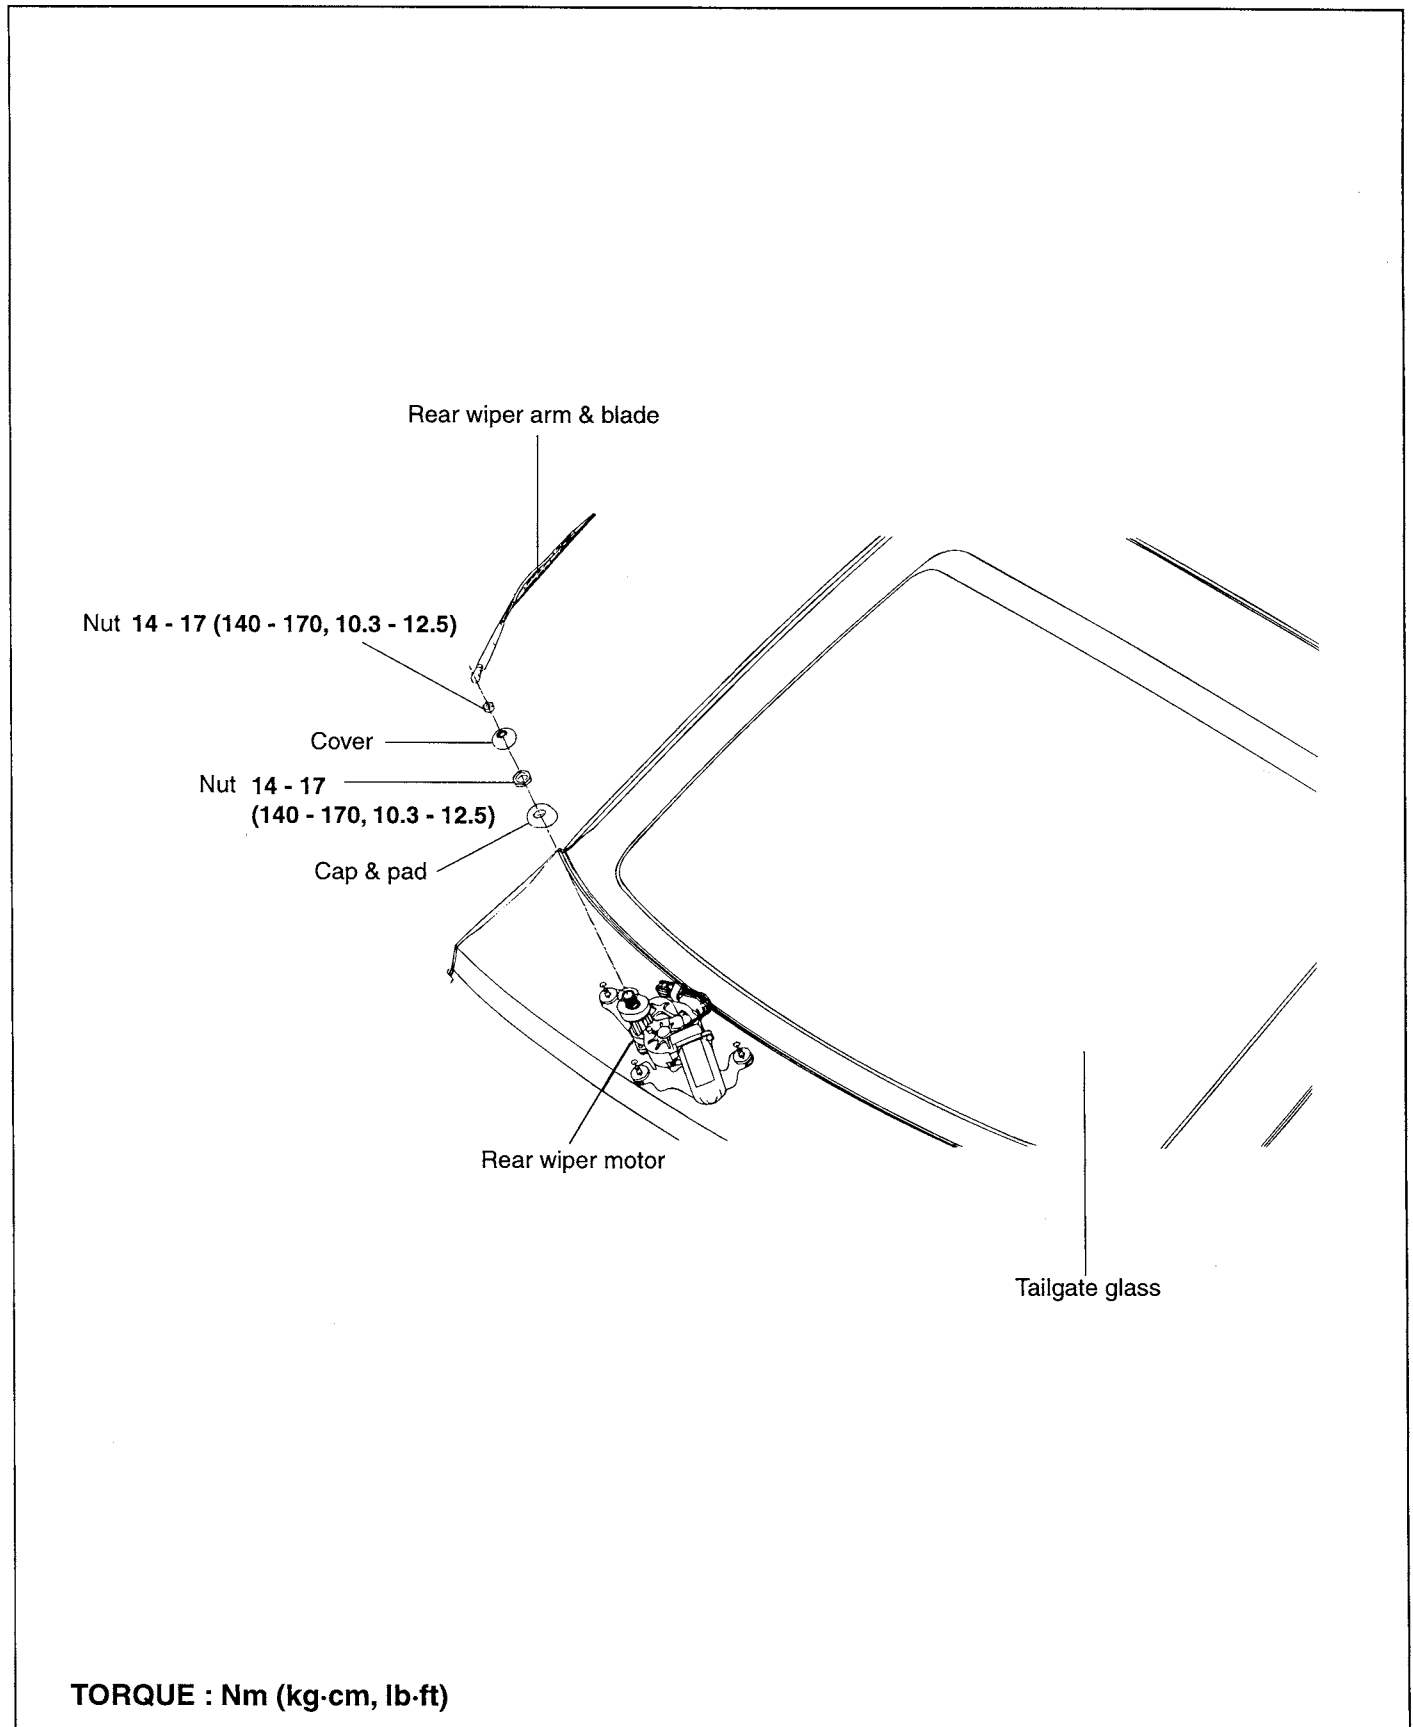 Rear wiper arm & blade
Nut 14 - 17 (140 - 170, 10.3 - 12.5)
Cover
Nut 14 - 17
(140 - 170, 10.3 - 12.5)
Cap & pad
Rear wiper motor
Tailgate glass
TORQUE : Nm (kg·cm, lb·ft)